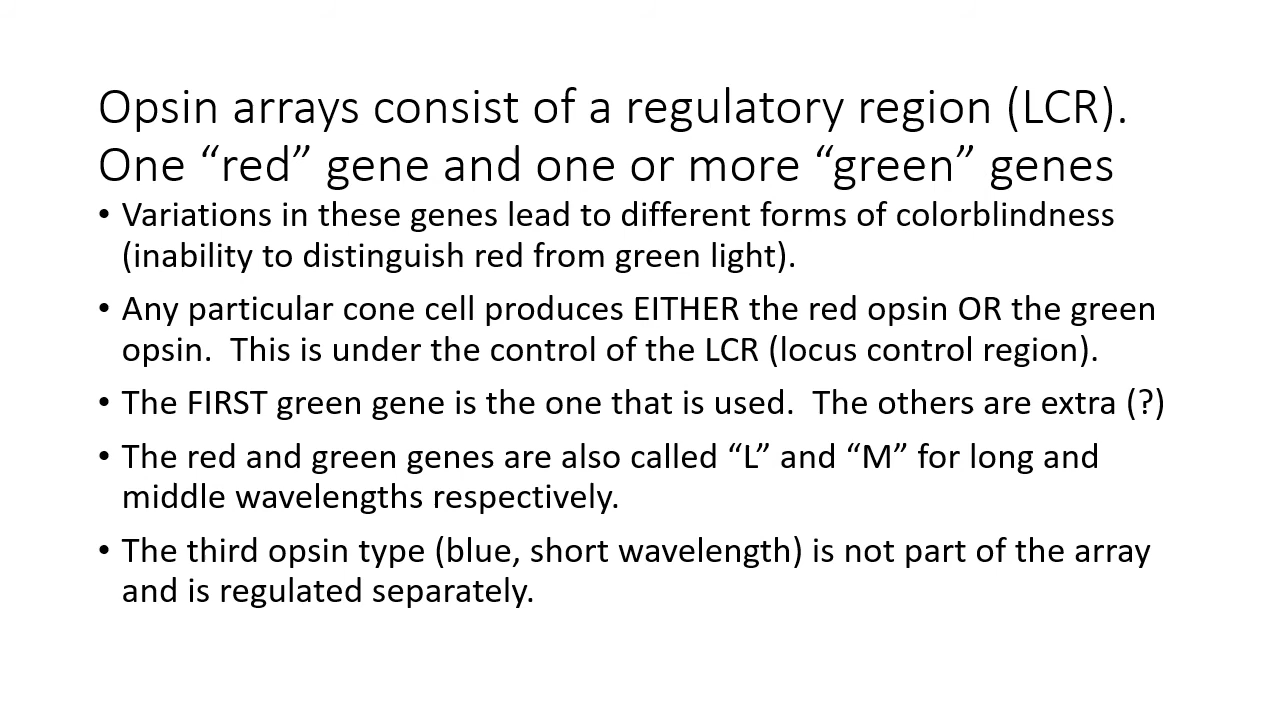 Opsin arrays consist of a regulatory region (LCR).
One “red” gene and one or more “green” genes
• Variations in these genes lead to different forms of colorblindness
(inability to distinguish red from green light).
• Any particular cone cell produces EITHER the red opsin OR the green
opsin.  This is under the control of the LCR (locus control region).
• The FIRST green gene is the one that is used.  The others are extra (?)
• The red and green genes are also called “L” and “M” for long and
middle wavelengths respectively.
• The third opsin type (blue, short wavelength) is not part of the array
and is regulated separately.